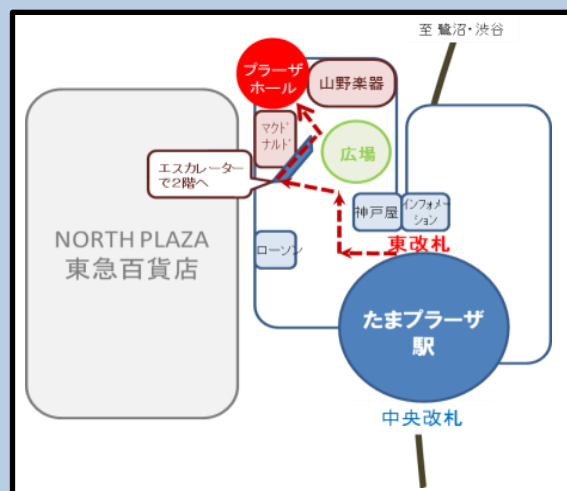 至 鷺沼・渋谷
プラーザ
ホール
山野楽器
マクド
ナルド
広場
エスカレーター
で2階へ
神戸屋
インフォメー
ション
東改札
NORTH PLAZA
東急百貨店
ローソン
たまプラーザ
駅
中央改札